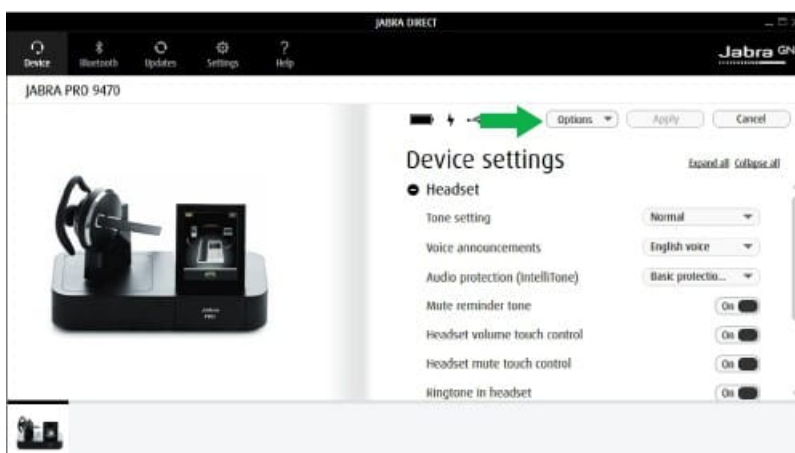 JABRA DIRECT
Device Bluetooth Updates Settings Help
Jabra GN
JABRA PRO 9470
Options Apply Cancel
Device settings Expand all Collapse all
Headset
Tone setting Normal
Voice announcements English voice
Audio protection (IntelliTone) Basic protectio...
Mute reminder tone On
Headset volume touch control On
Headset mute touch control On
Ringtone in headset On
Jabra
PRO